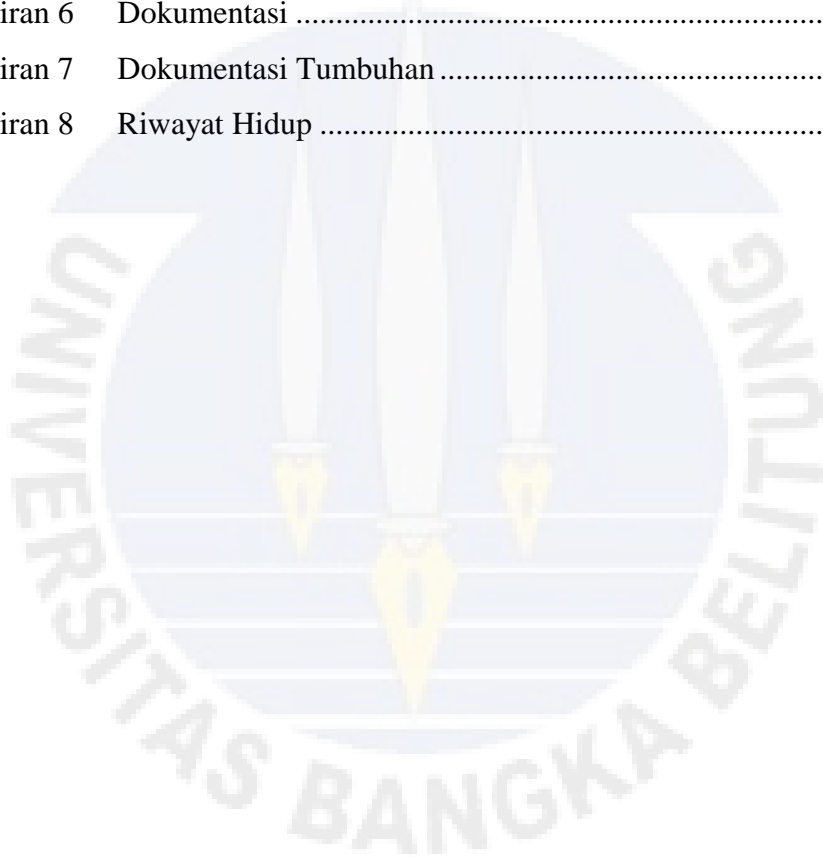 iran 6 Dokumentasi ........................................................
iran 7 Dokumentasi Tumbuhan .........................................
iran 8 Riwayat Hidup .....................................................
UNIVERSITAS BANGKA BELITUNG